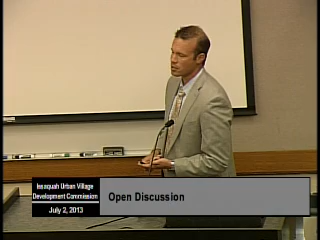 Issaquah Urban Village
Development Commission
July 2, 2013
Open Discussion